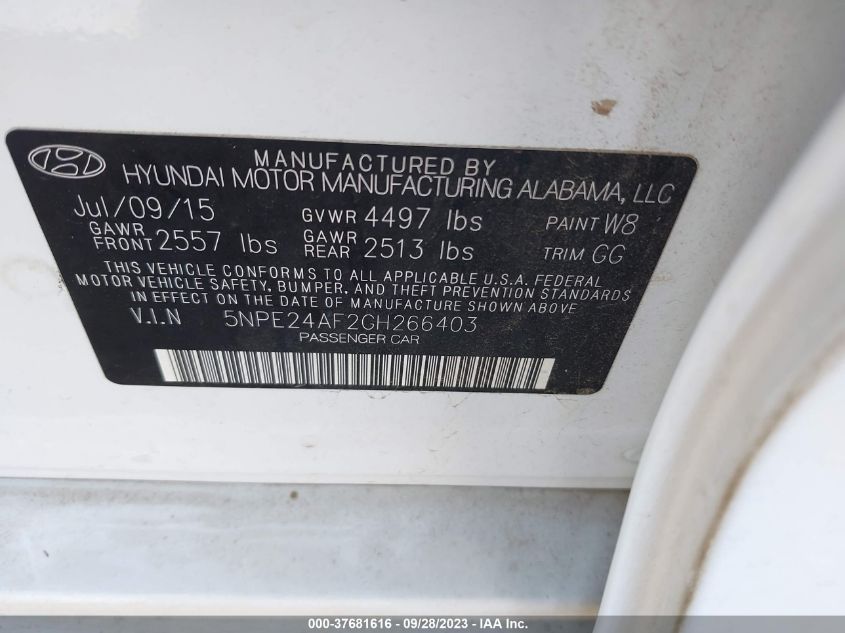 MANUFACTURED BY
HYUNDAI MOTOR MANUFACTURING ALABAMA, LLC
Jul/09/15 GVWR 4497 lbs PAINT W8
GAWR FRONT 2557 lbs GAWR REAR 2513 lbs TRIM GG
THIS VEHICLE CONFORMS TO ALL APPLICABLE U.S.A. FEDERAL
MOTOR VEHICLE SAFETY, BUMPER, AND THEFT PREVENTION STANDARDS
IN EFFECT ON THE DATE OF MANUFACTURE SHOWN ABOVE.
V.I.N 5NPE24AF2GH266403
PASSENGER CAR
000-37681616 - 09/28/2023 - IAA Inc.